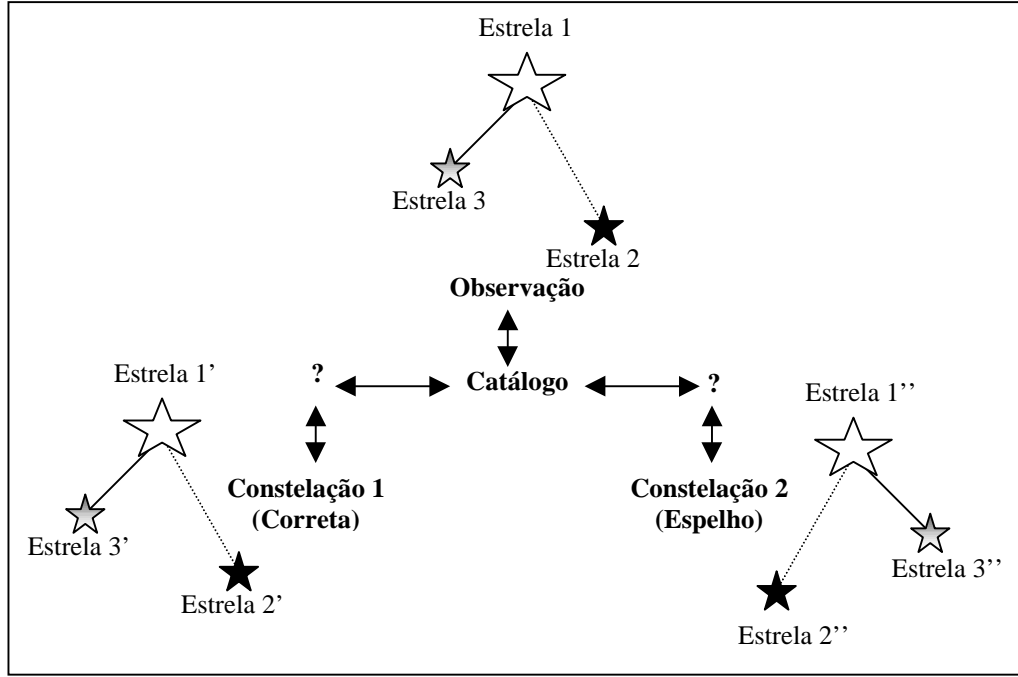 Estrela 1
Estrela 3
Estrela 2
Observação
Estrela 1’
?
Catálogo
?
Estrela 1’’
Constelação 1
(Correta)
Constelação 2
(Espelho)
Estrela 3’
Estrela 2’
Estrela 3’’
Estrela 2’’